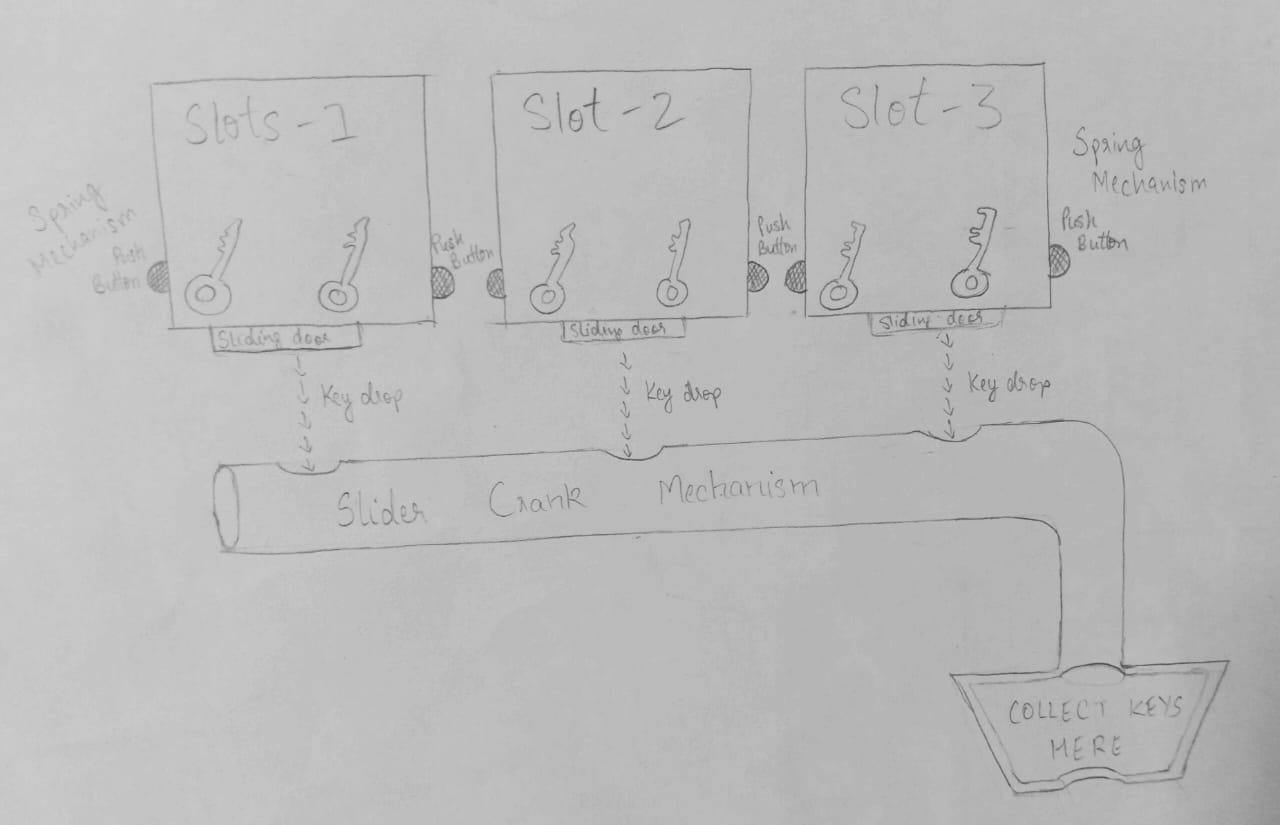 Slots-1
Slot-2
Slot-3
Spring
Mechanism
Push
Button
Push
Button
Push
Button
Spring
Mechanism
Push
Button
Sliding door
Sliding door
Sliding door
Key drop
Key drop
Key drop
Slider Crank Mechanism
COLLECT KEYS
HERE